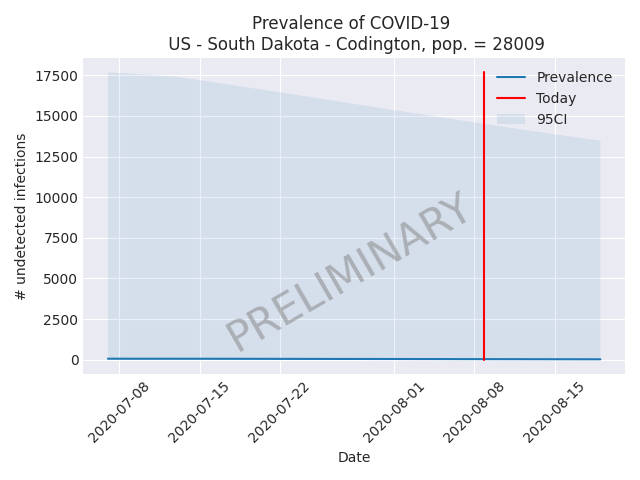 Prevalence of COVID-19
US - South Dakota - Codington, pop. = 28009
17500
15000
12500
10000
7500
5000
2500
0
# undetected infections
Prevalence
Today
95CI
PRELIMINARY
2020-07-08
2020-07-15
2020-07-22
2020-08-01
2020-08-08
2020-08-15
Date